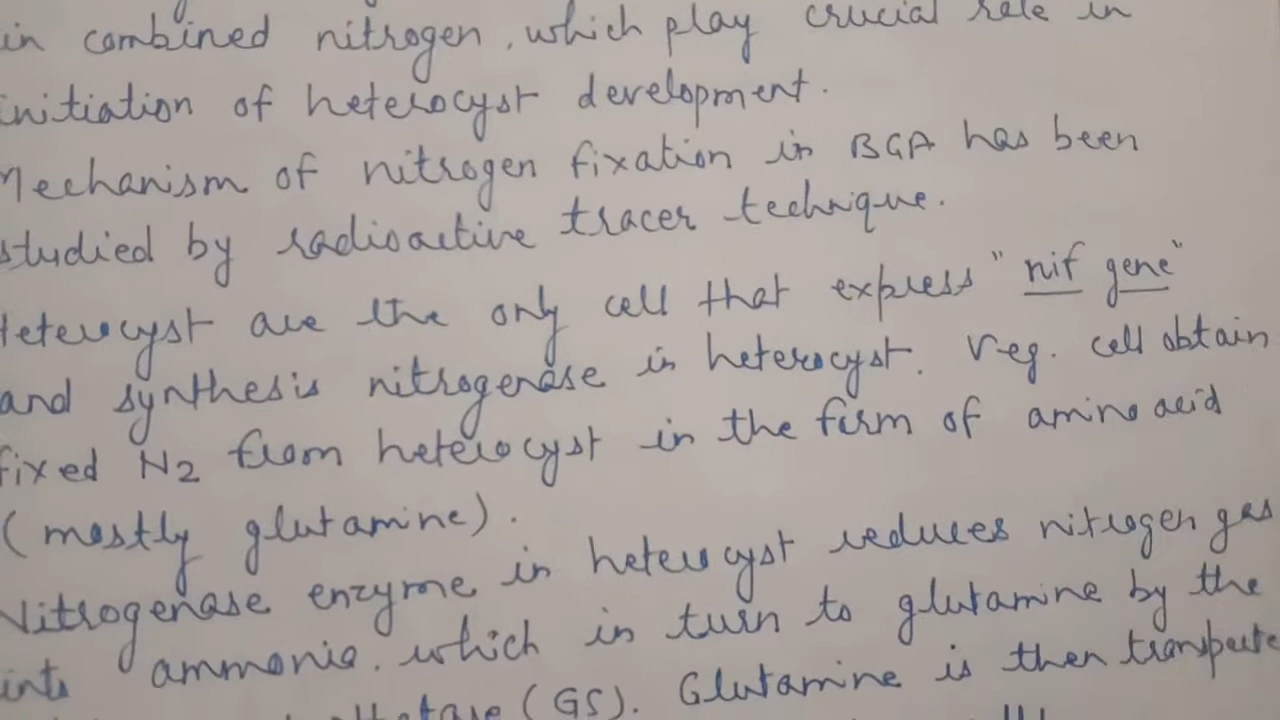 in combined nitrogen, which play crucial role in
initiation of heterocyst development.
Mechanism of nitrogen fixation in BGA has been
studied by radioactive tracer technique.
Heterocyst are the only cell that express "nif gene"
and synthesis nitrogenase in heterocyst. Veg. cell obtain
fixed N2 from heterocyst in the form of amino acid
(mostly glutamine).
Nitrogenase enzyme in heterocyst reduces nitrogen gas
into ammonia. which in turn to glutamine by the
(GS). Glutamine is then transporte